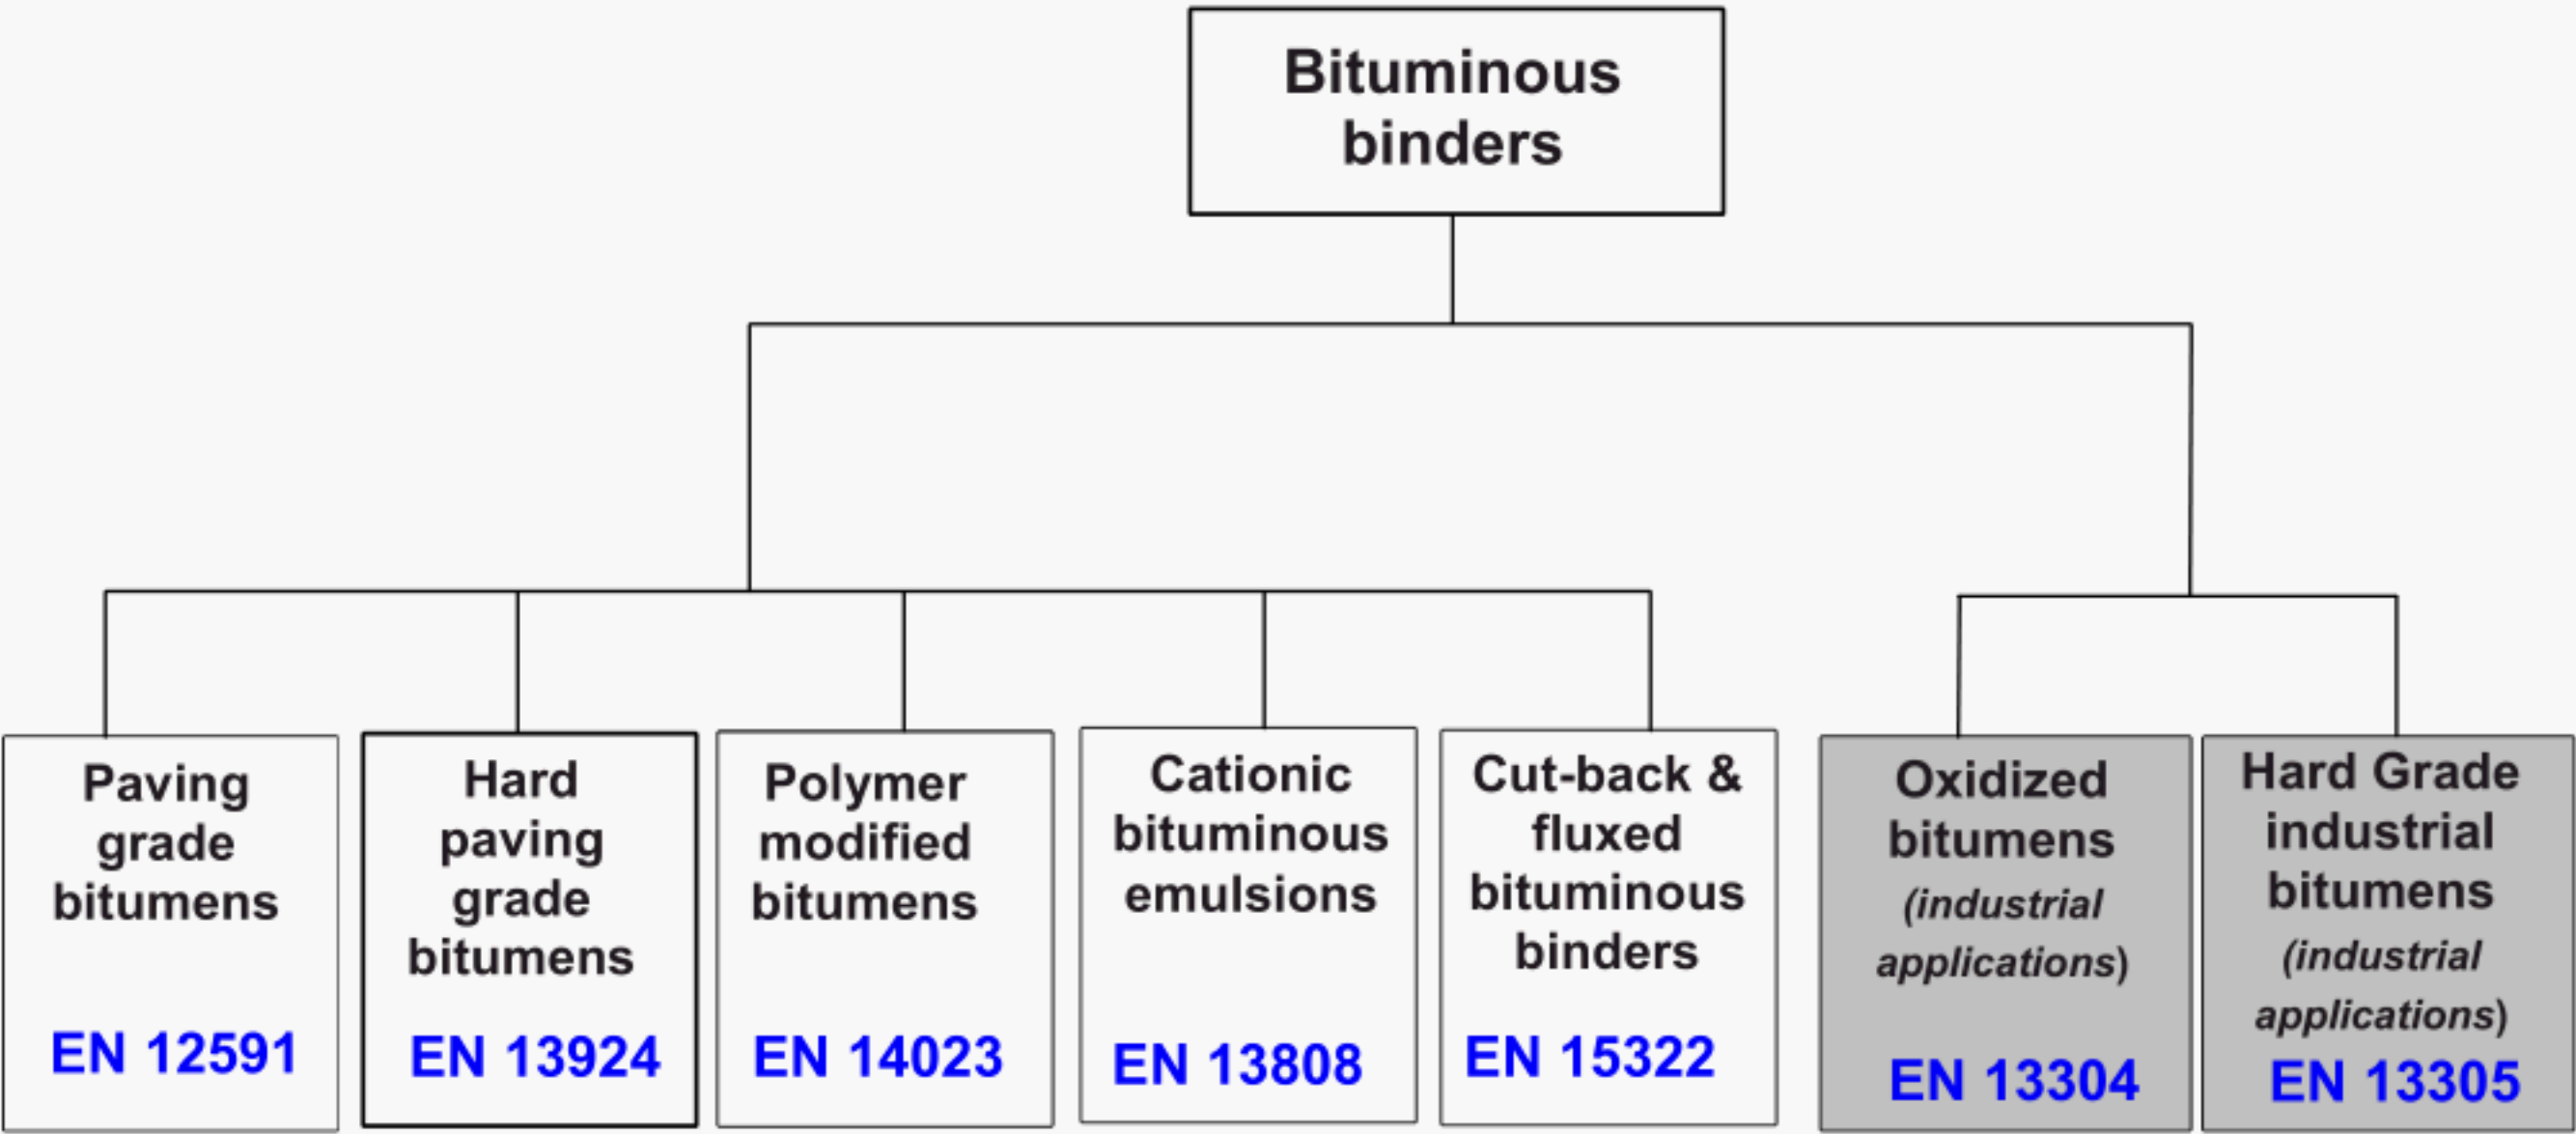 Bituminous
binders
Paving
grade
bitumens
EN 12591
Hard
paving
grade
bitumens
EN 13924
Polymer
modified
bitumens
EN 14023
Cationic
bituminous
emulsions
EN 13808
Cut-back &
fluxed
bituminous
binders
EN 15322
Oxidized
bitumens
(industrial
applications)
EN 13304
Hard Grade
industrial
bitumens
(industrial
applications)
EN 13305